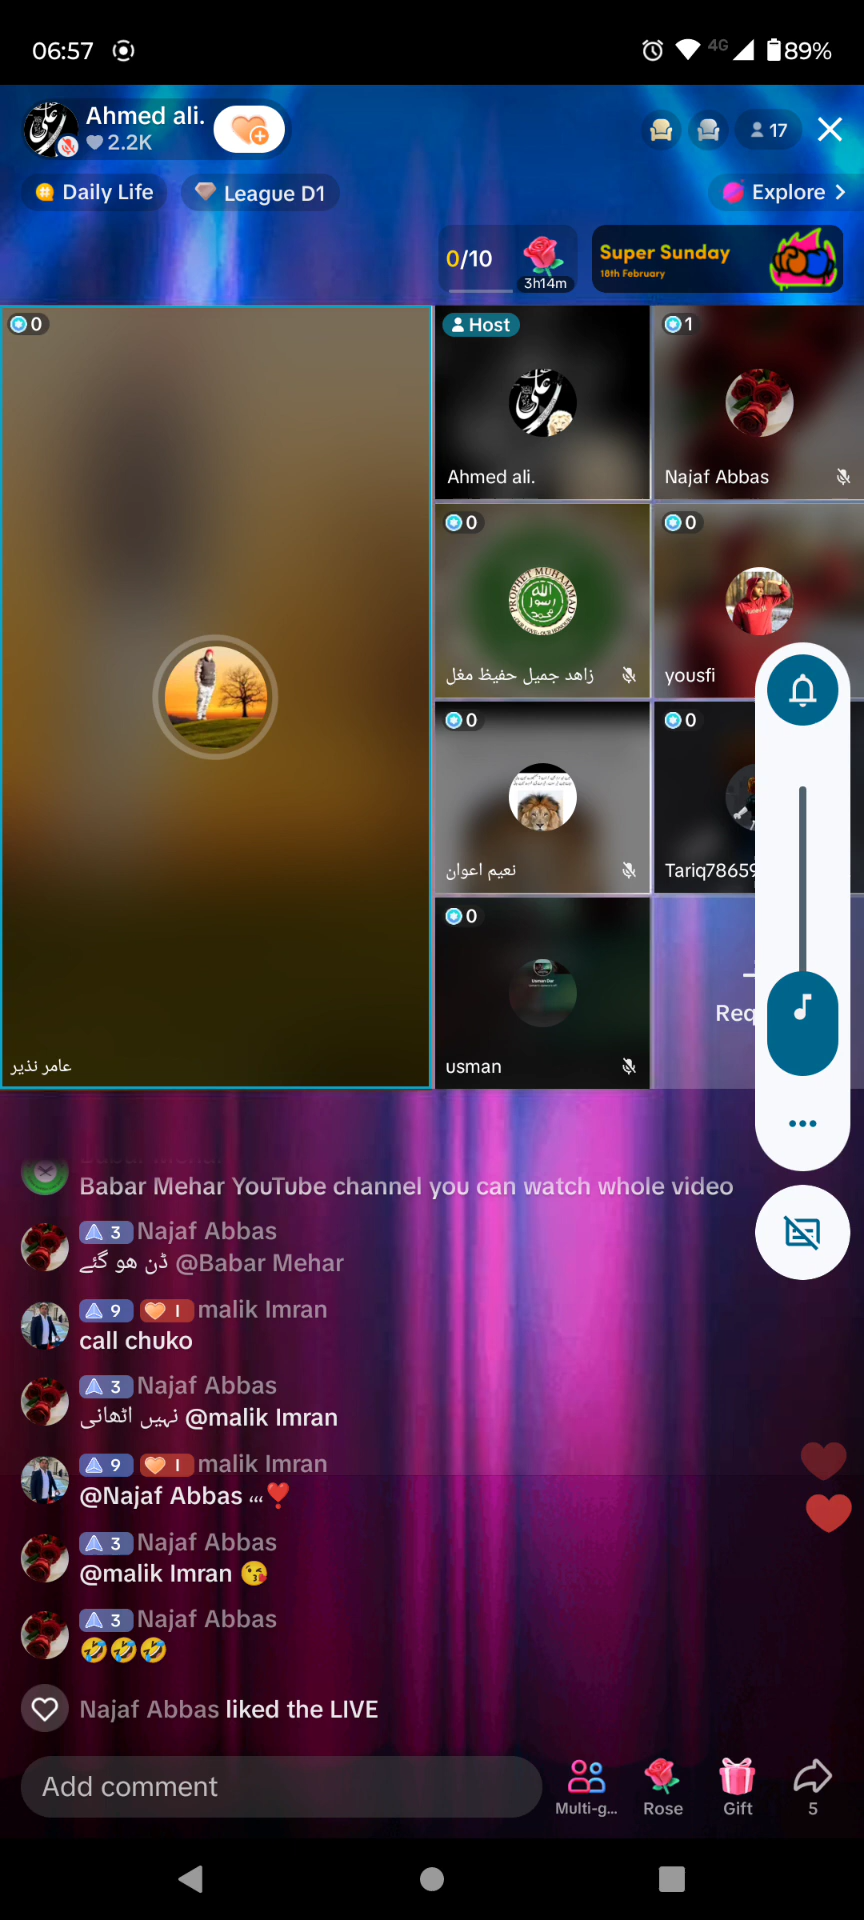 06:57
4G
89%
Ahmed ali.
2.2K
17
Daily Life
League D1
Explore
0/10
3h14m
Super Sunday
18th February
0
Host
Ahmed ali.
1
Najaf Abbas
0
PROPHET MUHAMMAD
زاهد جمیل حفیظ مغل
0
yousfi
0
نعیم اعوان
0
Tariq7865
0
usman
Req
عامر نذیر
Babar Mehar YouTube channel you can watch whole video
3 Najaf Abbas
ڈن ھو گئے @Babar Mehar
9 I malik Imran
call chuko
3 Najaf Abbas
نہیں اٹھانی @malik Imran
9 I malik Imran
@Najaf Abbas ،،،❣️
3 Najaf Abbas
@malik Imran 😘
3 Najaf Abbas
🤣🤣🤣
Najaf Abbas liked the LIVE
Add comment
Multi-g...
Rose
Gift
5